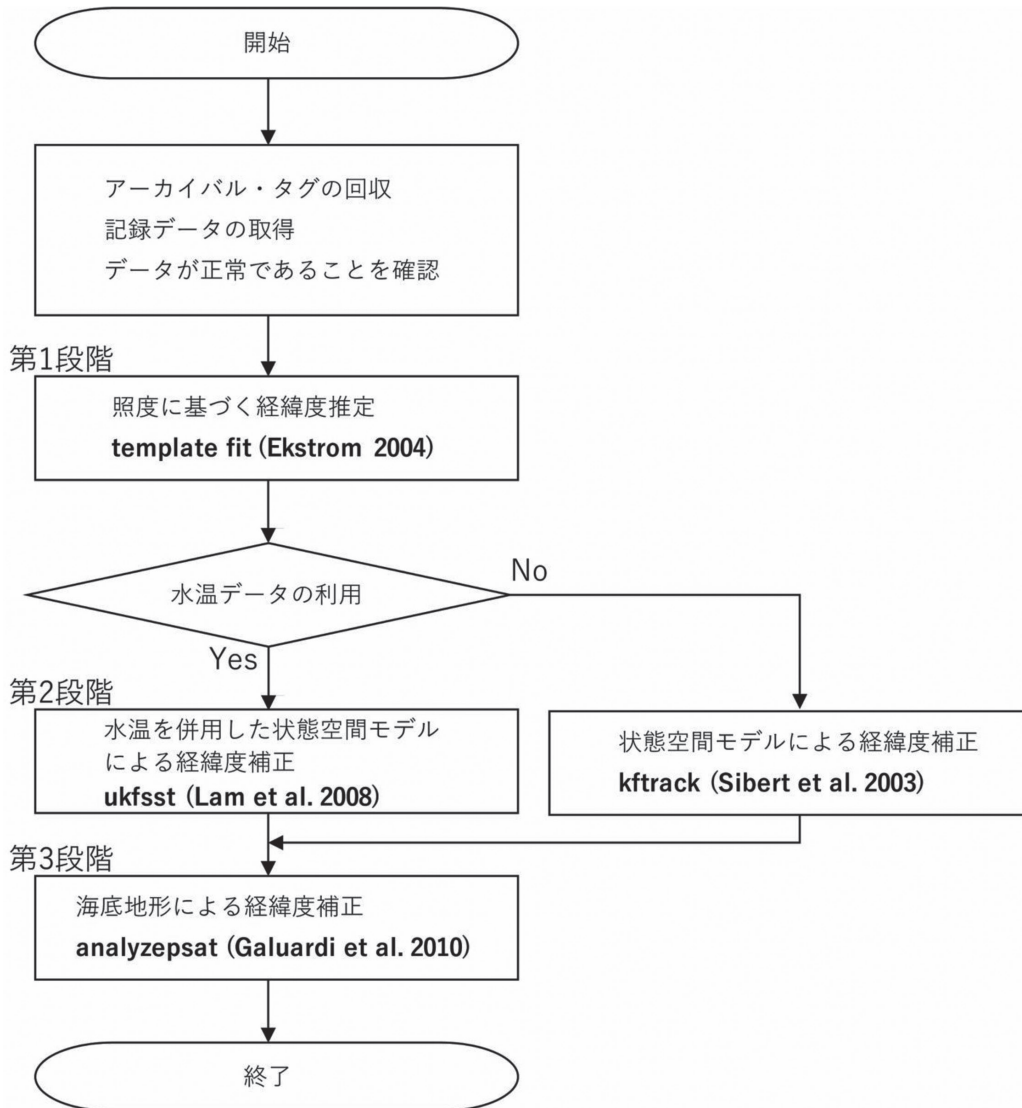 開始
アーカイバル・タグの回収
記録データの取得
データが正常であることを確認
第1段階
照度に基づく経緯度推定
template fit (Ekstrom 2004)
水温データの利用
No
Yes
第2段階
水温を併用した状態空間モデル
による経緯度補正
ukfsst (Lam et al. 2008)
状態空間モデルによる経緯度補正
kftrack (Sibert et al. 2003)
第3段階
海底地形による経緯度補正
analyzepsat (Galuardi et al. 2010)
終了